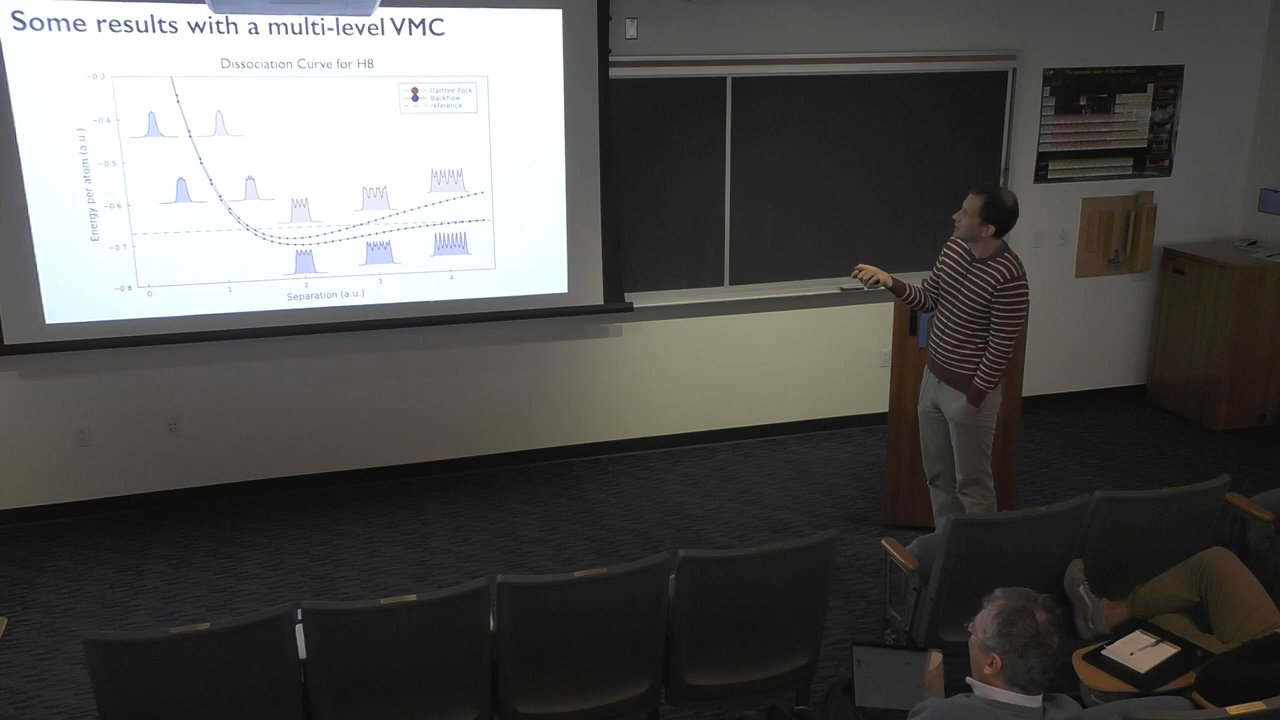 Some results with a multi-level VMC
Dissociation Curve for H8
Hartree Fock
Backflow
reference
Energy per atom (a.u.)
-0.3
-0.4
-0.5
-0.6
-0.7
-0.8
0
1
2
3
4
Separation (a.u.)